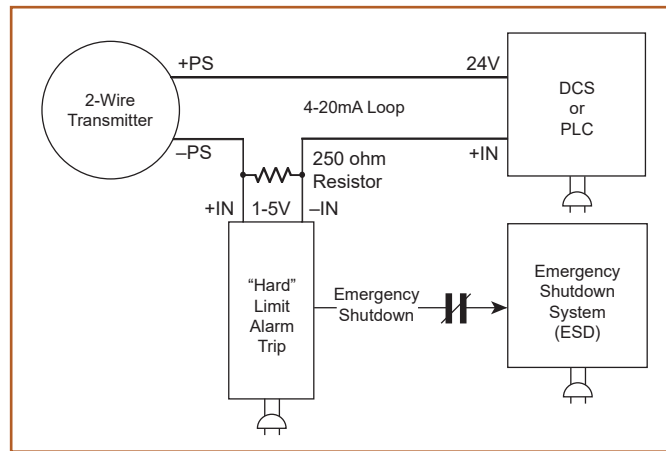 +PS
24V
2-Wire
Transmitter
DCS
or
PLC
4-20mA Loop
–PS
250 ohm
Resistor
+IN
+IN 1-5V –IN
“Hard”
Limit
Alarm
Trip
Emergency
Shutdown
Emergency
Shutdown
System
(ESD)